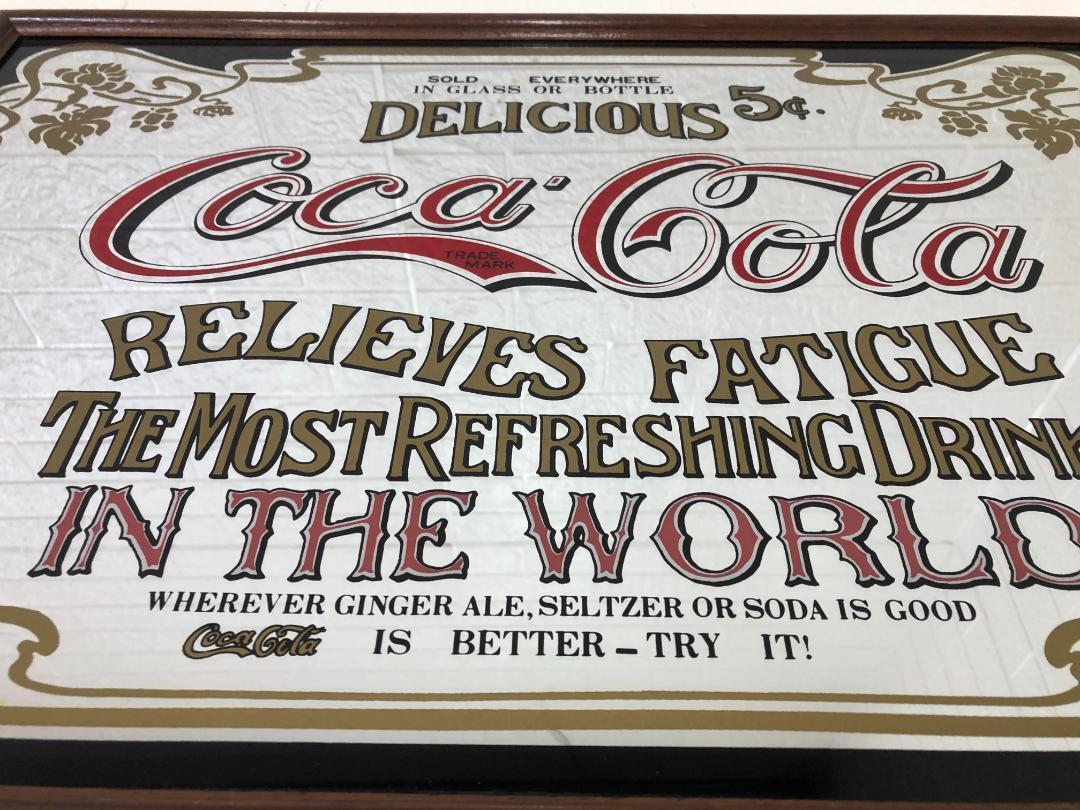 SOLD EVERYWHERE
IN GLASS OR BOTTLE
DELICIOUS 5¢.
Coca-Cola
TRADE
MARK
RELIEVES FATIGUE
THE MOST REFRESHING DRINK
IN THE WORLD
WHEREVER GINGER ALE, SELTZER OR SODA IS GOOD
Coca-Cola IS BETTER – TRY IT!